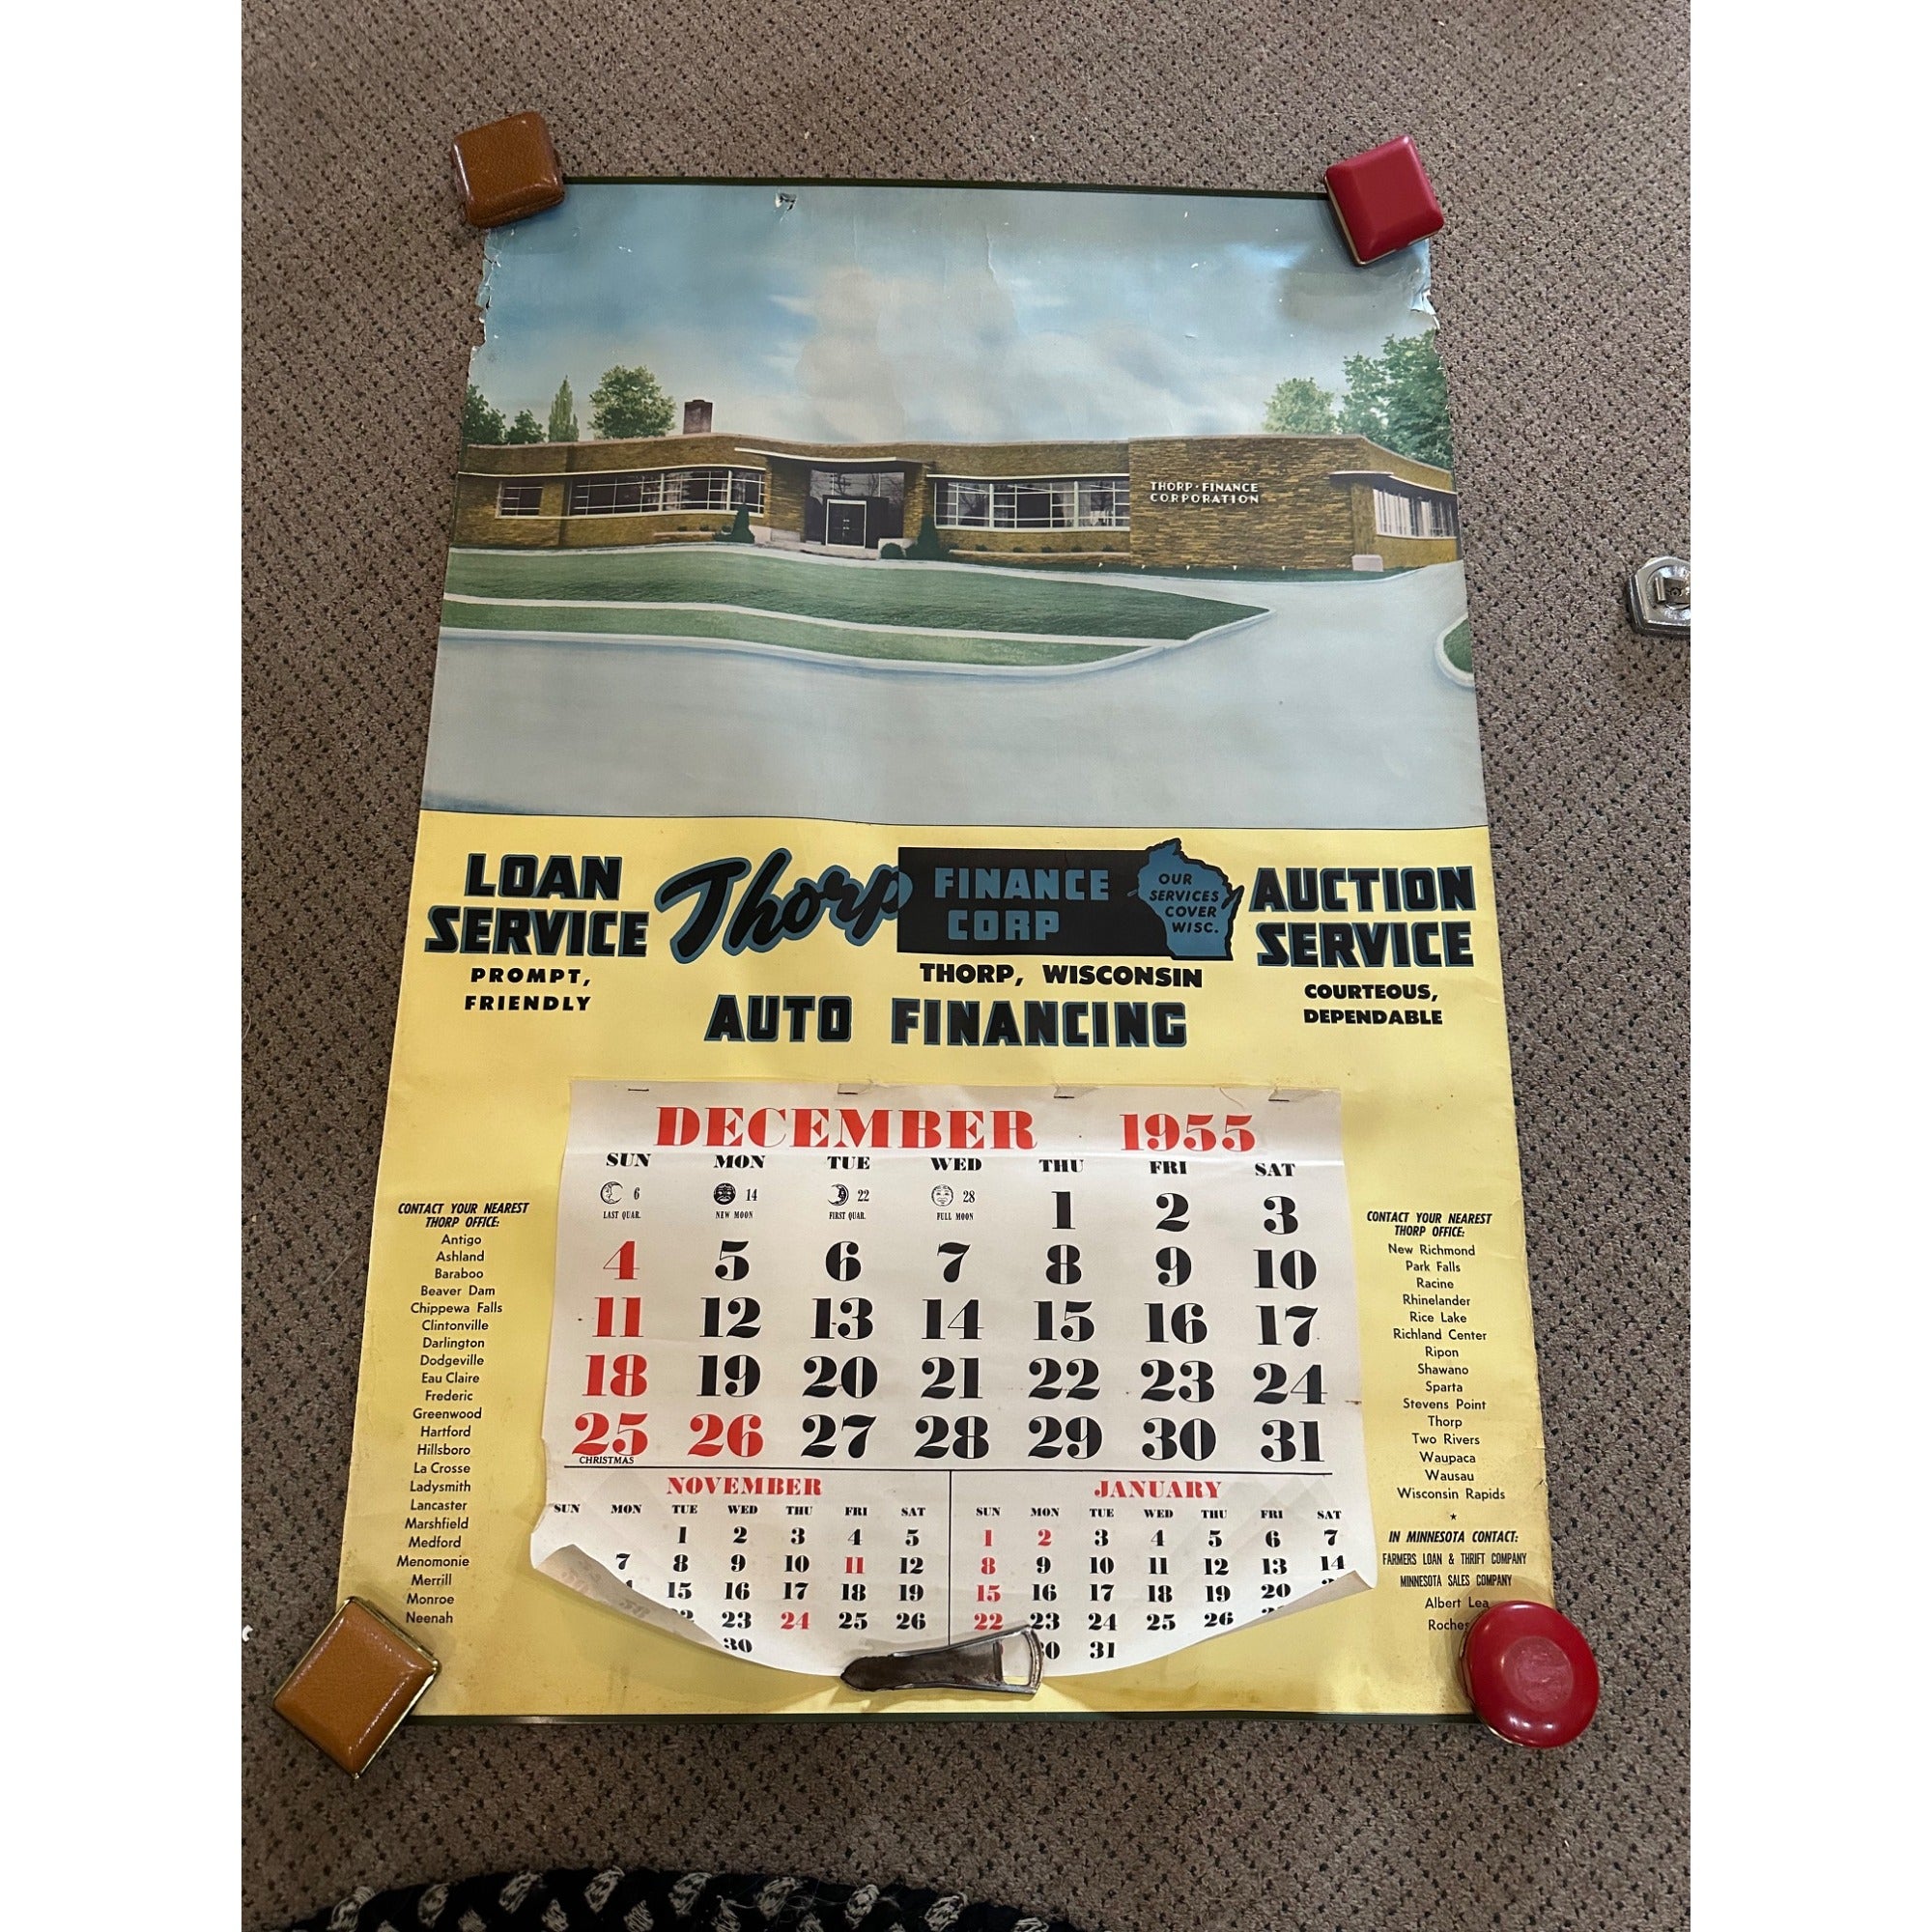 THORP · FINANCE
CORPORATION
LOAN
SERVICE
PROMPT,
FRIENDLY
Thorp FINANCE
CORP
OUR
SERVICES
COVER
WISC.
THORP, WISCONSIN
AUTO FINANCING
AUCTION
SERVICE
COURTEOUS,
DEPENDABLE
CONTACT YOUR NEAREST
THORP OFFICE:
Antigo
Ashland
Baraboo
Beaver Dam
Chippewa Falls
Clintonville
Darlington
Dodgeville
Eau Claire
Frederic
Greenwood
Hartford
Hillsboro
La Crosse
Ladysmith
Lancaster
Marshfield
Medford
Menomonie
Merrill
Monroe
Neenah
DECEMBER 1955
SUN MON TUE WED THU FRI SAT
6 14 22 28 1 2 3
LAST QUAR. NEW MOON FIRST QUAR. FULL MOON
4 5 6 7 8 9 10
11 12 13 14 15 16 17
18 19 20 21 22 23 24
25 26 27 28 29 30 31
CHRISTMAS
NOVEMBER
SUN MON TUE WED THU FRI SAT
1 2 3 4 5
7 8 9 10 11 12
15 16 17 18 19
23 24 25 26
30
JANUARY
SUN MON TUE WED THU FRI SAT
1 2 3 4 5 6 7
8 9 10 11 12 13 14
15 16 17 18 19 20
22 23 24 25 26
31
CONTACT YOUR NEAREST
THORP OFFICE:
New Richmond
Park Falls
Racine
Rhinelander
Rice Lake
Richland Center
Ripon
Shawano
Sparta
Stevens Point
Thorp
Two Rivers
Waupaca
Wausau
Wisconsin Rapids
IN MINNESOTA CONTACT:
FARMERS LOAN & THRIFT COMPANY
MINNESOTA SALES COMPANY
Albert Lea